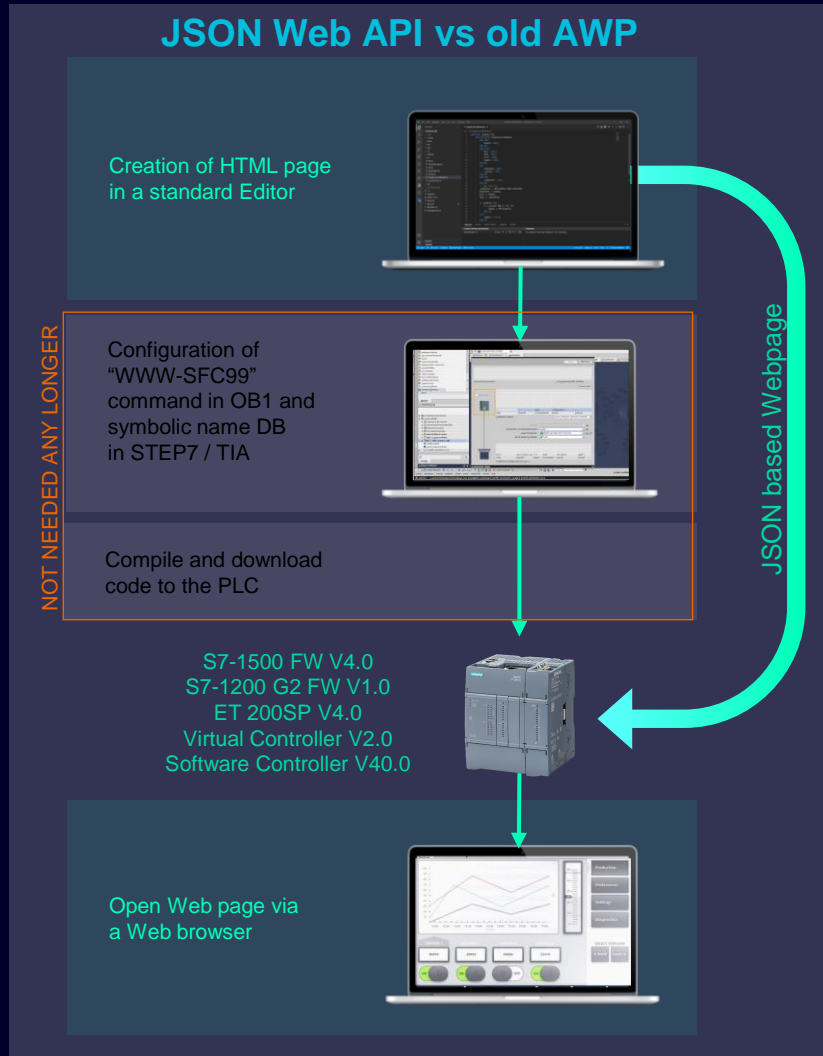 JSON Web API vs old AWP
Creation of HTML page
in a standard Editor
NOT NEEDED ANY LONGER
Configuration of
“WWW-SFC99”
command in OB1 and
symbolic name DB
in STEP7 / TIA
Compile and download
code to the PLC
JSON based Webpage
S7-1500 FW V4.0
S7-1200 G2 FW V1.0
ET 200SP V4.0
Virtual Controller V2.0
Software Controller V40.0
Open Web page via
a Web browser